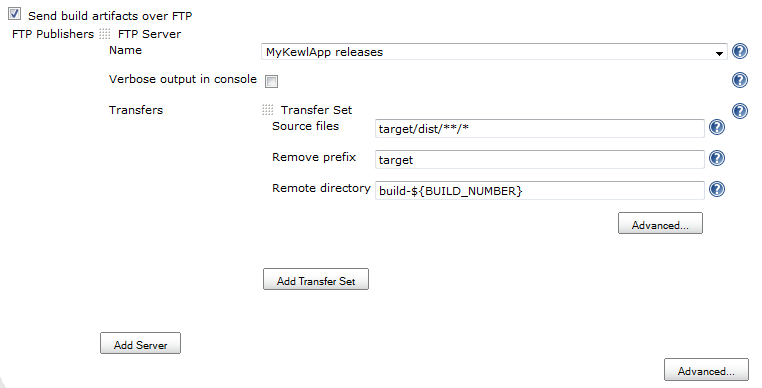 Send build artifacts over FTP
FTP Publishers FTP Server
Name MyKewlApp releases
Verbose output in console
Transfers Transfer Set
Source files target/dist/**/*
Remove prefix target
Remote directory build-${BUILD_NUMBER}
Advanced...
Add Transfer Set
Add Server
Advanced...